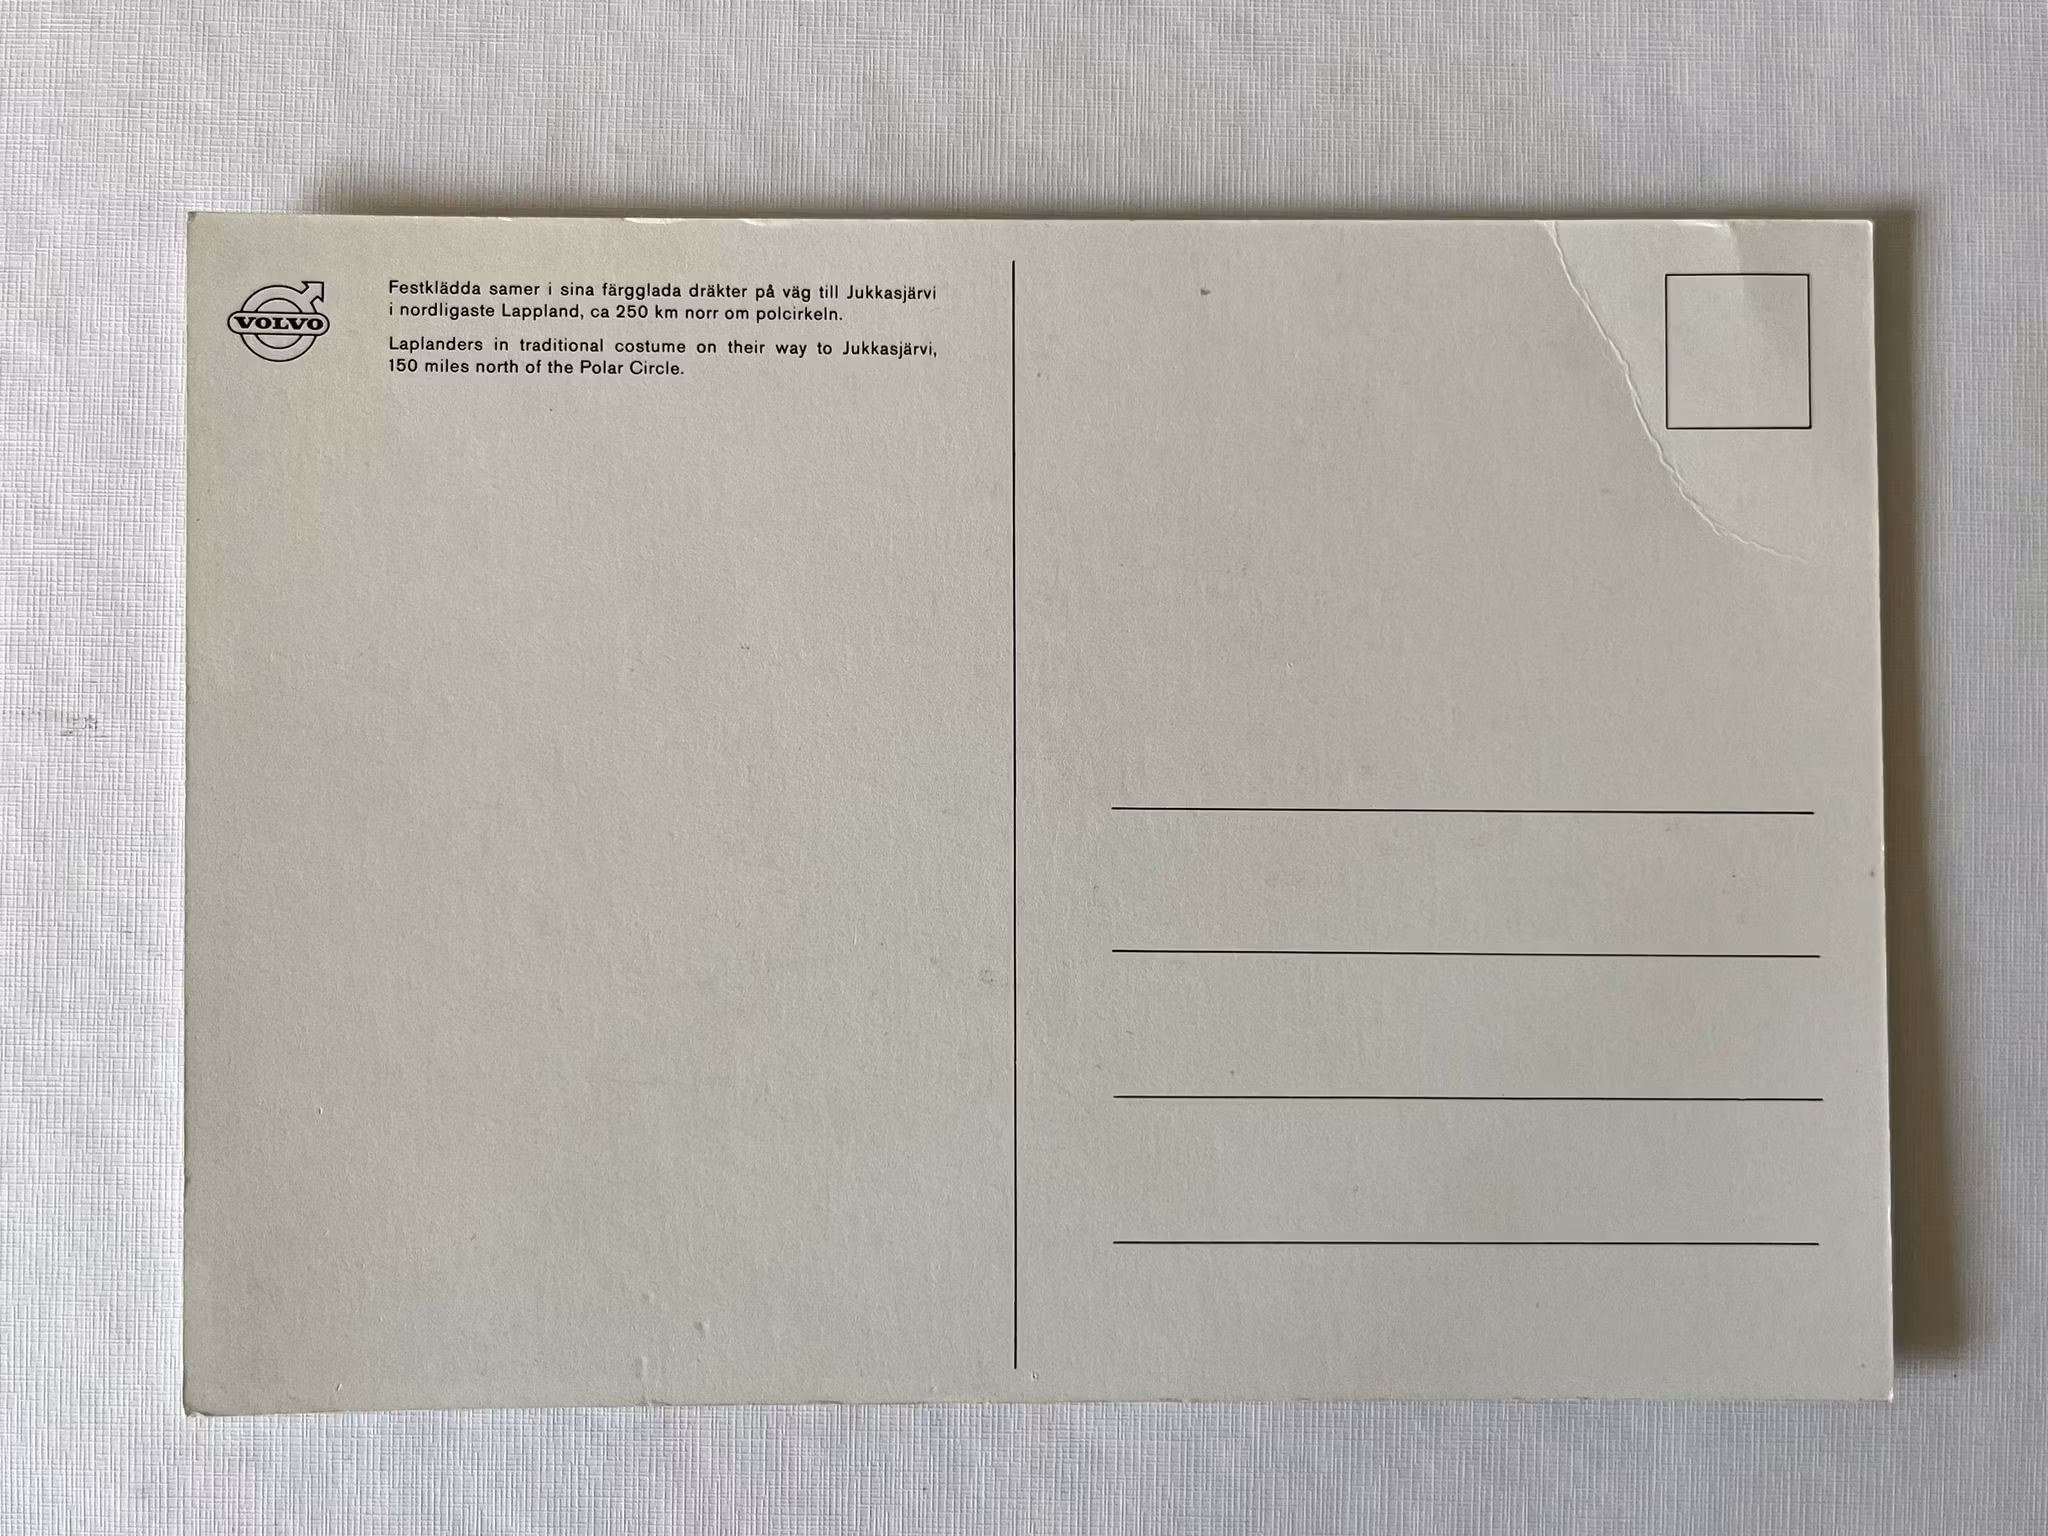 VOLVO
Festklädda samer i sina färgglada dräkter på väg till Jukkasjärvi
i nordligaste Lappland, ca 250 km norr om polcirkeln.
Laplanders in traditional costume on their way to Jukkasjärvi,
150 miles north of the Polar Circle.